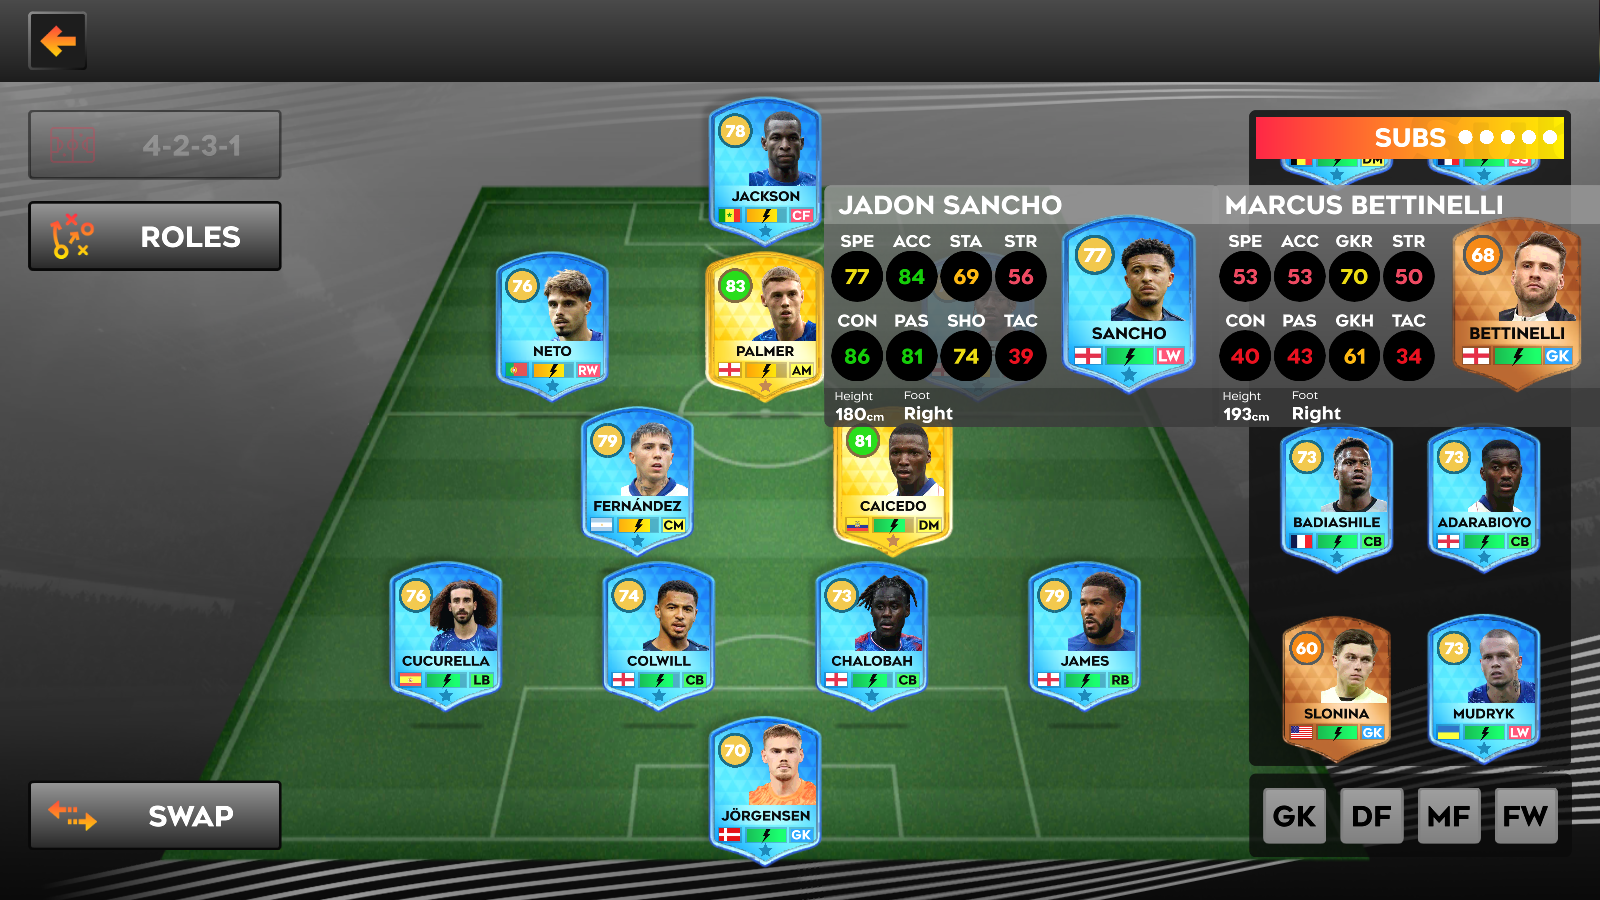 4-2-3-1
ROLES
SWAP
78
JACKSON
CF
76
NETO
RW
83
PALMER
AM
79
FERNÁNDEZ
CM
81
CAICEDO
DM
76
CUCURELLA
LB
74
COLWILL
CB
73
CHALOBAH
CB
79
JAMES
RB
70
JÖRGENSEN
GK
JADON SANCHO
SPE ACC STA STR
77 84 69 56
CON PAS SHO TAC
86 81 74 39
Height Foot
180cm Right
77
SANCHO
LW
MARCUS BETTINELLI
SPE ACC GKR STR
53 53 70 50
CON PAS GKH TAC
40 43 61 34
Height Foot
193cm Right
68
BETTINELLI
GK
SUBS
DM
SS
73
BADIASHILE
CB
73
ADARABIOYO
CB
60
SLONINA
GK
73
MUDRYK
LW
GK DF MF FW